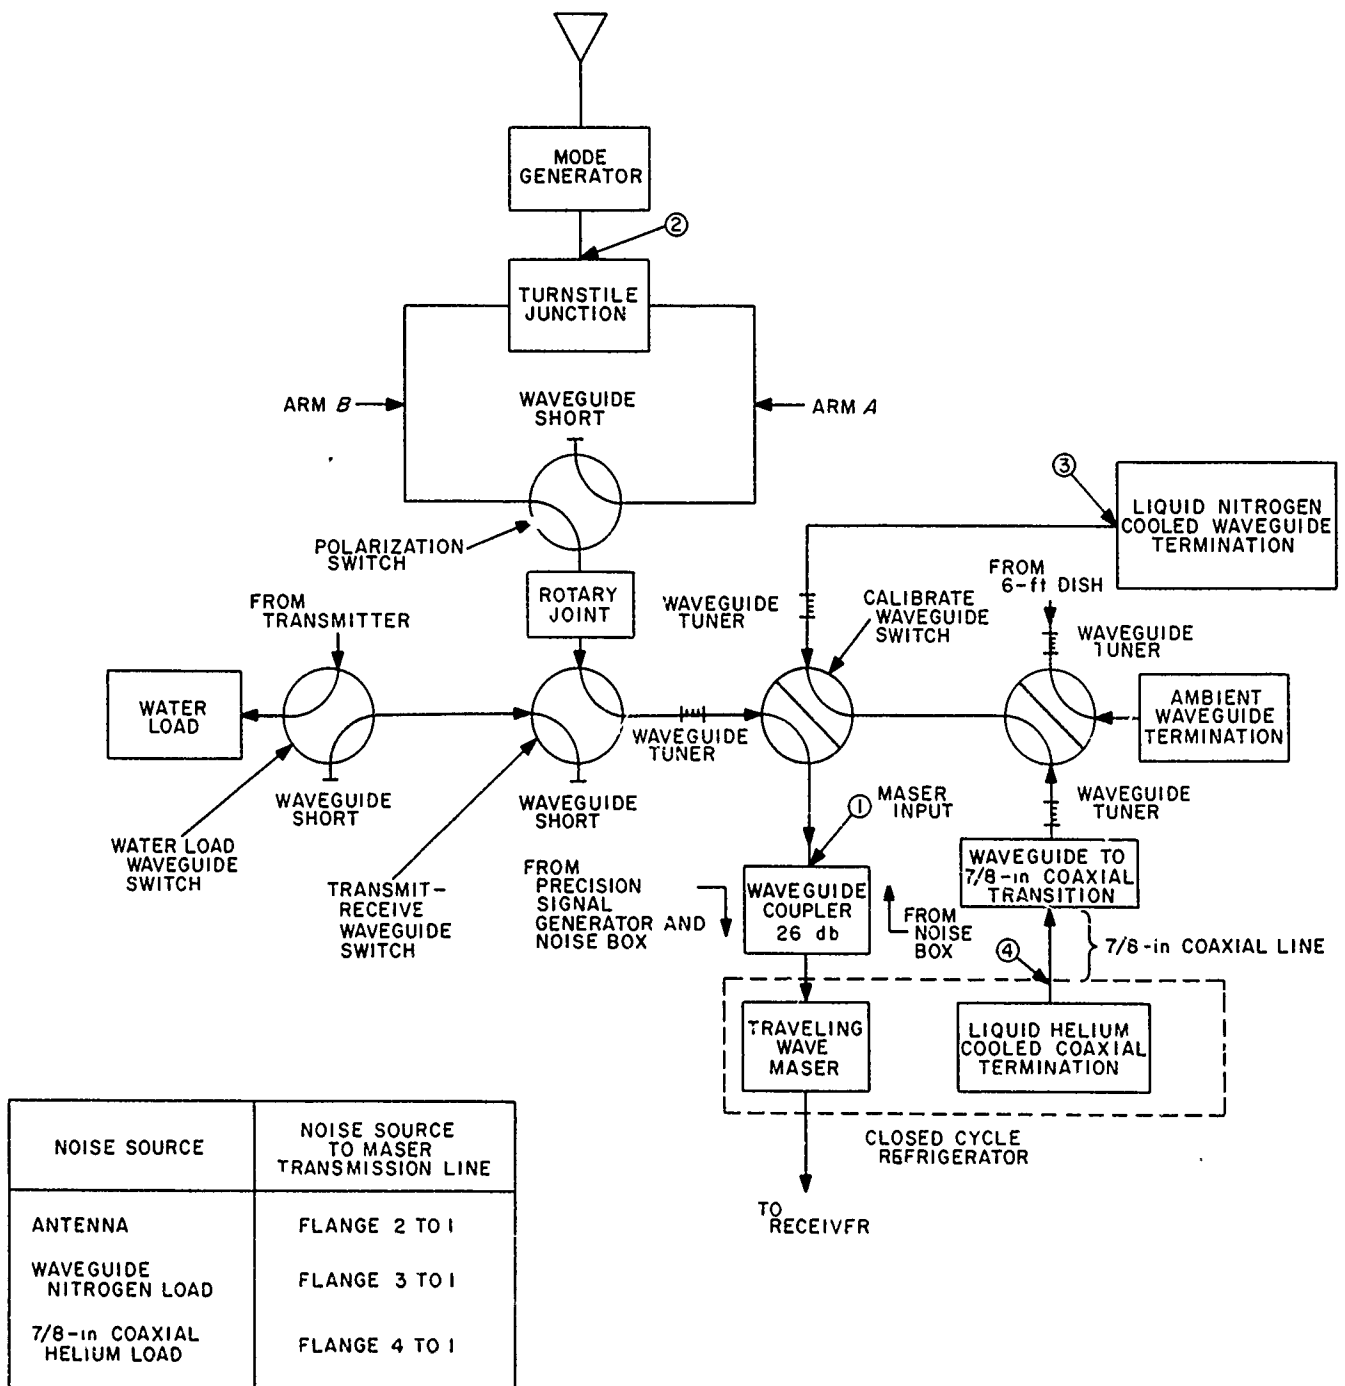 MODE
GENERATOR
②
TURNSTILE
JUNCTION
ARM B
WAVEGUIDE
SHORT
ARM A
③
LIQUID NITROGEN
COOLED WAVEGUIDE
TERMINATION
POLARIZATION
SWITCH
FROM
6-ft DISH
FROM
TRANSMITTER
ROTARY
JOINT
WAVEGUIDE
TUNER
CALIBRATE
WAVEGUIDE
SWITCH
WAVEGUIDE
TUNER
WATER
LOAD
AMBIENT
WAVEGUIDE
TERMINATION
WAVEGUIDE
TUNER
WAVEGUIDE
SHORT
WAVEGUIDE
SHORT
①
MASER
INPUT
WAVEGUIDE
TUNER
WATER LOAD
WAVEGUIDE
SWITCH
TRANSMIT-
RECEIVE
WAVEGUIDE
SWITCH
FROM
PRECISION
SIGNAL
GENERATOR AND
NOISE BOX
WAVEGUIDE
COUPLER
26 db
FROM
NOISE
BOX
WAVEGUIDE TO
7/8-in COAXIAL
TRANSITION
④
7/8-in COAXIAL LINE
TRAVELING
WAVE
MASER
LIQUID HELIUM
COOLED COAXIAL
TERMINATION
CLOSED CYCLE
REFRIGERATOR
TO
RECEIVER
NOISE SOURCE
NOISE SOURCE
TO MASER
TRANSMISSION LINE
ANTENNA
FLANGE 2 TO 1
WAVEGUIDE
NITROGEN LOAD
FLANGE 3 TO 1
7/8-in COAXIAL
HELIUM LOAD
FLANGE 4 TO 1